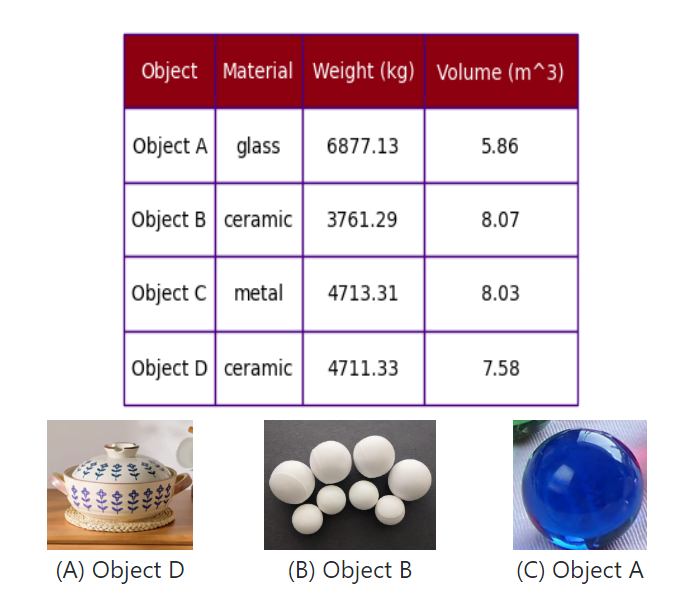 Object Material Weight (kg) Volume (m^3)
Object A glass 6877.13 5.86
Object B ceramic 3761.29 8.07
Object C metal 4713.31 8.03
Object D ceramic 4711.33 7.58
(A) Object D (B) Object B (C) Object A